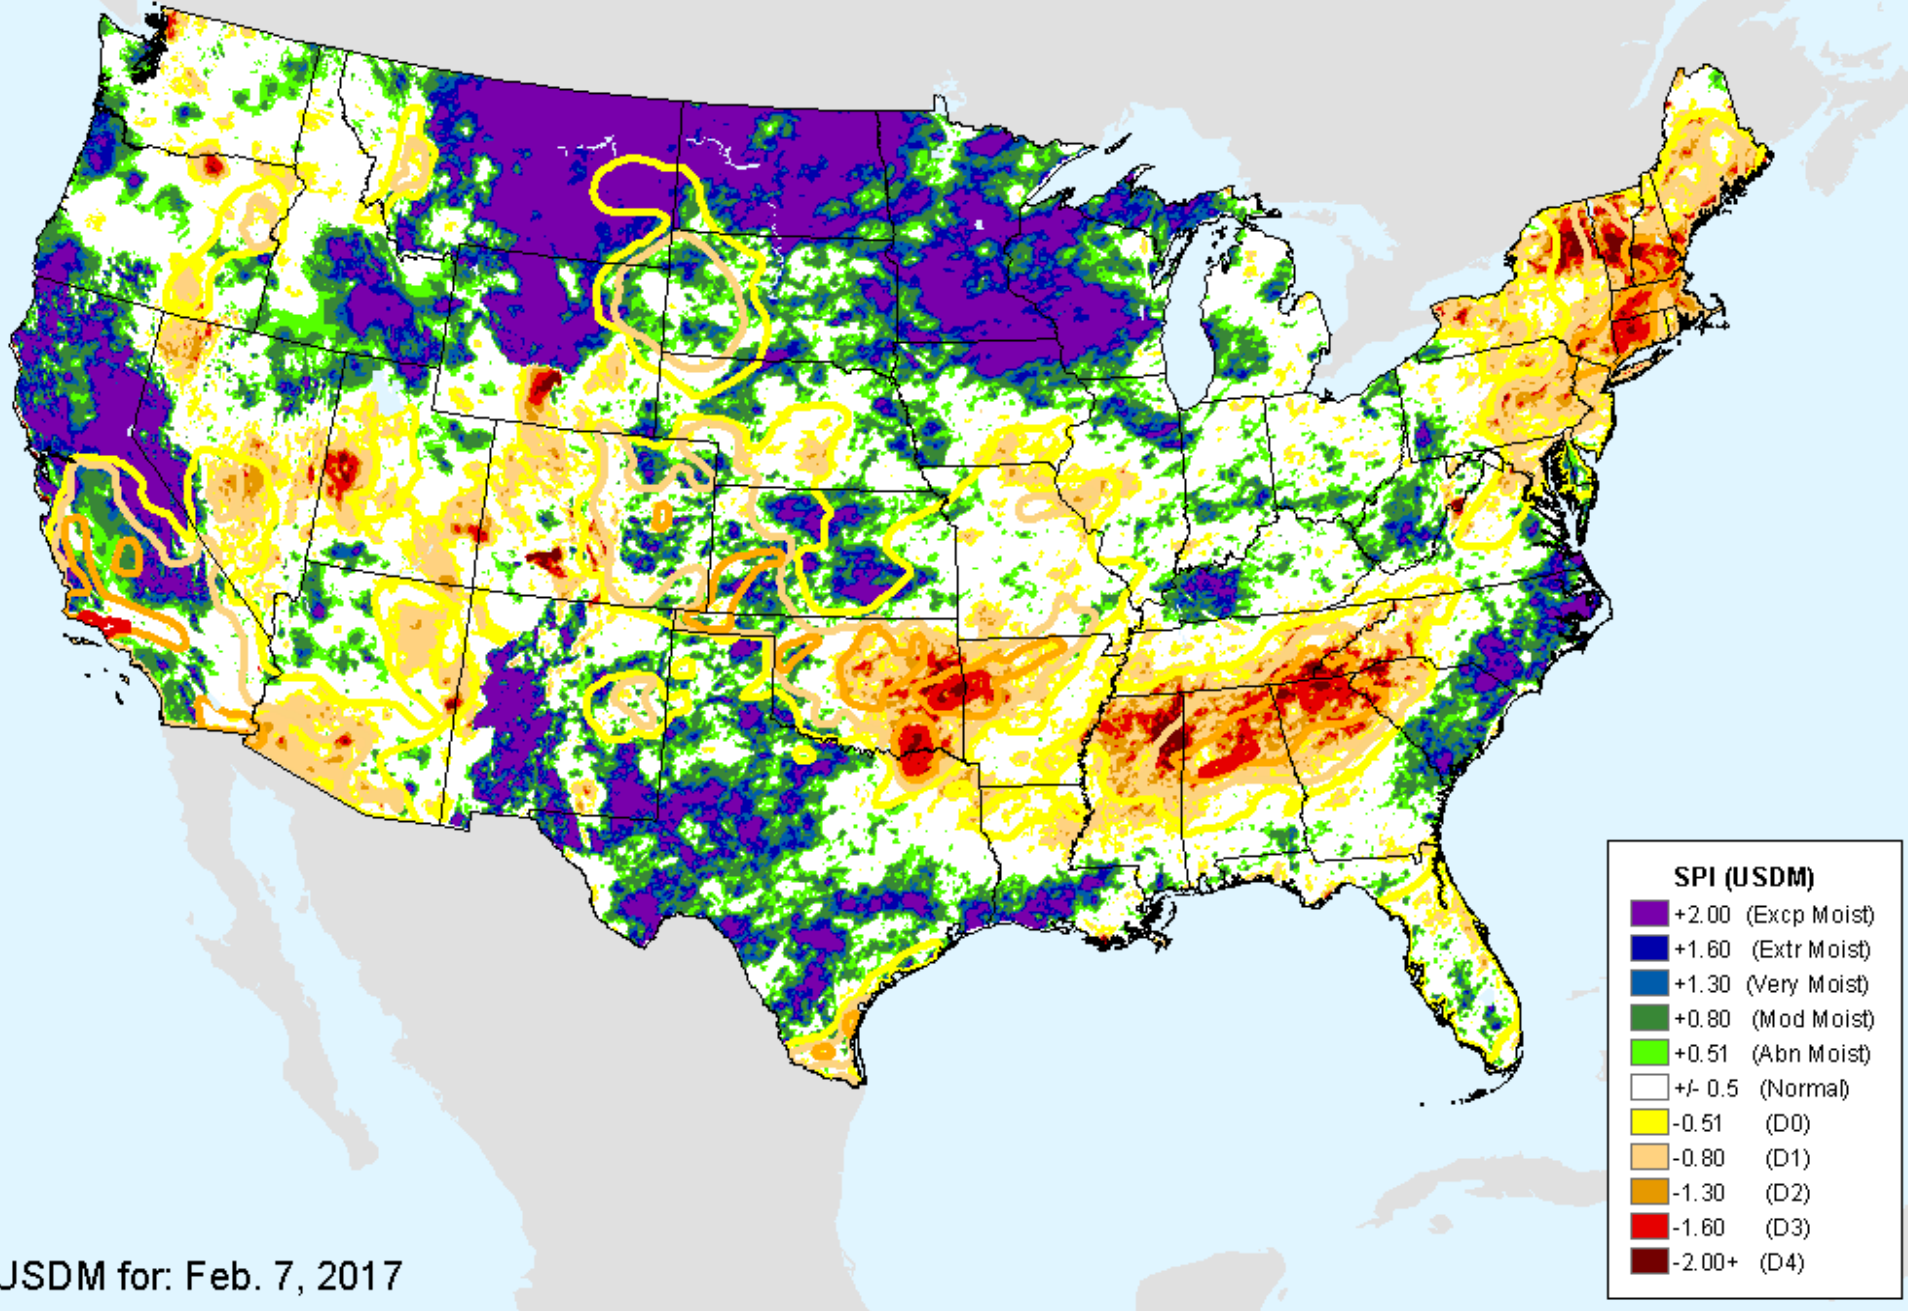 SPI (USDM)
+2.00 (Excp Moist)
+1.60 (Extr Moist)
+1.30 (Very Moist)
+0.80 (Mod Moist)
+0.51 (Abn Moist)
+/- 0.5 (Normal)
-0.51 (D0)
-0.80 (D1)
-1.30 (D2)
-1.60 (D3)
-2.00+ (D4)
USDM for: Feb. 7, 2017